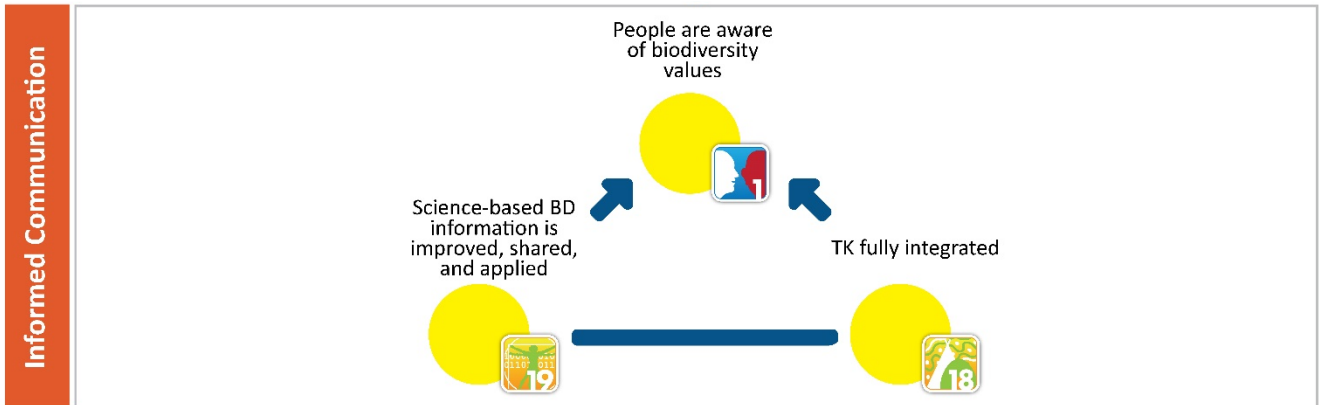 Informed Communication
People are aware
of biodiversity
values
1
Science-based BD
information is
improved, shared,
and applied
TK fully integrated
19
18